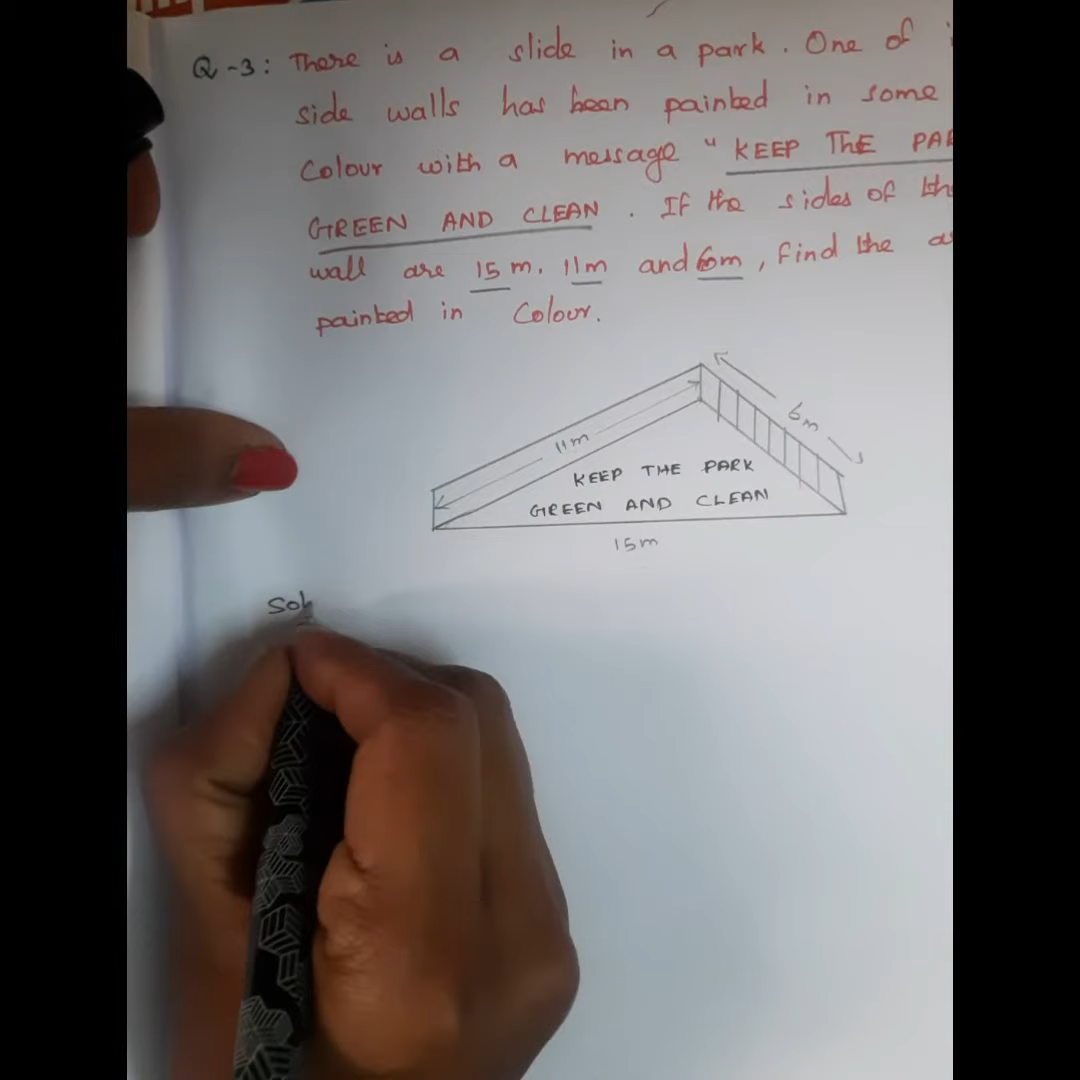 Q-3: There is a slide in a park. One of
side walls has been painted in some
Colour with a message "KEEP THE
GREEN AND CLEAN. If the sides of
wall are 15m, 11m and 6m, find the
painted in Colour.
6m
11m
KEEP THE PARK
GREEN AND CLEAN
15m